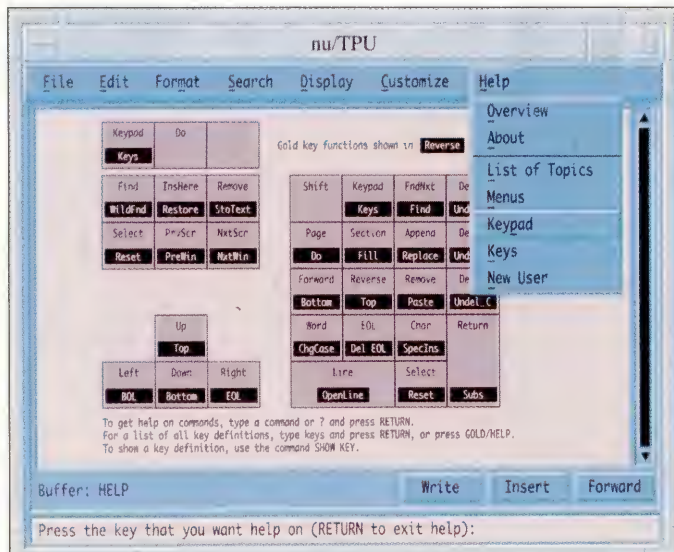 nu/TPU
File Edit Format Search Display Customize Help
Overview
About
List of Topics
Menus
Keypad
Keys
New User
Keypad Do
Keys
Gold key functions shown in Reverse
Find InsHere Remove
WildFnd Restore StoText
Select PrvScr NxtScr
Reset PreWin NxtWin
Up
Top
Left Down Right
BOL Bottom EOL
Shift Keypad FndNxt De
Keys Find Und
Page Section Append De
Do Fill Replace Und
Forward Reverse Remove De
Bottom Top Paste Undel_C
Word EOL Char Return
ChgCase Del EOL SpecIns
Line Select
OpenLine Reset Subs
To get help on commands, type a command or ? and press RETURN.
For a list of all key definitions, type keys and press RETURN, or press GOLD/HELP.
To show a key definition, use the command SHOW KEY.
Buffer: HELP Write Insert Forward
Press the key that you want help on (RETURN to exit help):